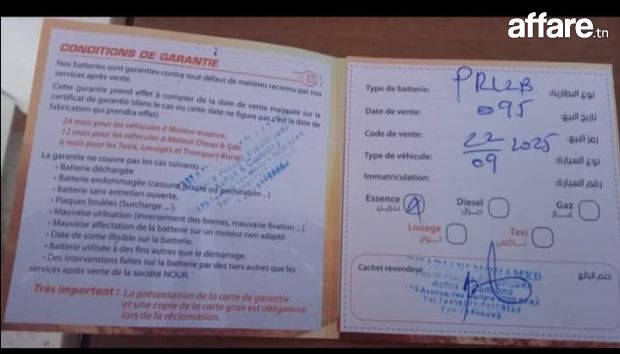 affare.tn
CONDITIONS DE GARANTIE
Nos batteries sont garanties contre tout défaut de matières reconnu par nos
services après vente.
Cette garantie prend effet à compter de la date de vente marquée sur le
certificat de garantie (dans le cas ou cette date ne figure pas c'est la date de
fabrication qui prendra effet)
24 mois pour les véhicules à Moteur essence.
12 mois pour les véhicules à Moteur Diesel & Gaz.
6 mois pour les Taxis, Louages et Transport Rural.
La garantie ne couvre pas les cas suivants
• Batterie déchargée
• Batterie endommagée (cassure, fissure ou perforation ..)
• Batterie sans entretien ouverte.
• Plaques brulées (Surcharge ...).
• Mauvaise utilisation (inversement des bornes, mauvaise fixation ..).
• Mauvaise affectation de la batterie sur un moteur non adapté.
• Date de sortie illisible sur la batterie.
• Batterie utilisée à des fins autres que le démarrage.
• Des interventions faites sur la batterie par des tiers autres que les
services après vente de la société NOUR.
Très important : La présentation de la carte de garantie
et une copie de la carte grise est obligatoire
lors de la réclamation.
Type de batterie: نوع البطارية:
095
Date de vente: تاريخ البيع:
Code de vente: 22/09 2025 رمز البيع:
Type de véhicule: نوع السيارة:
Immatriculation: رقم السيارة:
Essence بنزين Diesel ديزل Gaz غاز
Louage لواج Taxi تاكسي
Cachet revendeur ختم البائع
MOHAMED
Autos